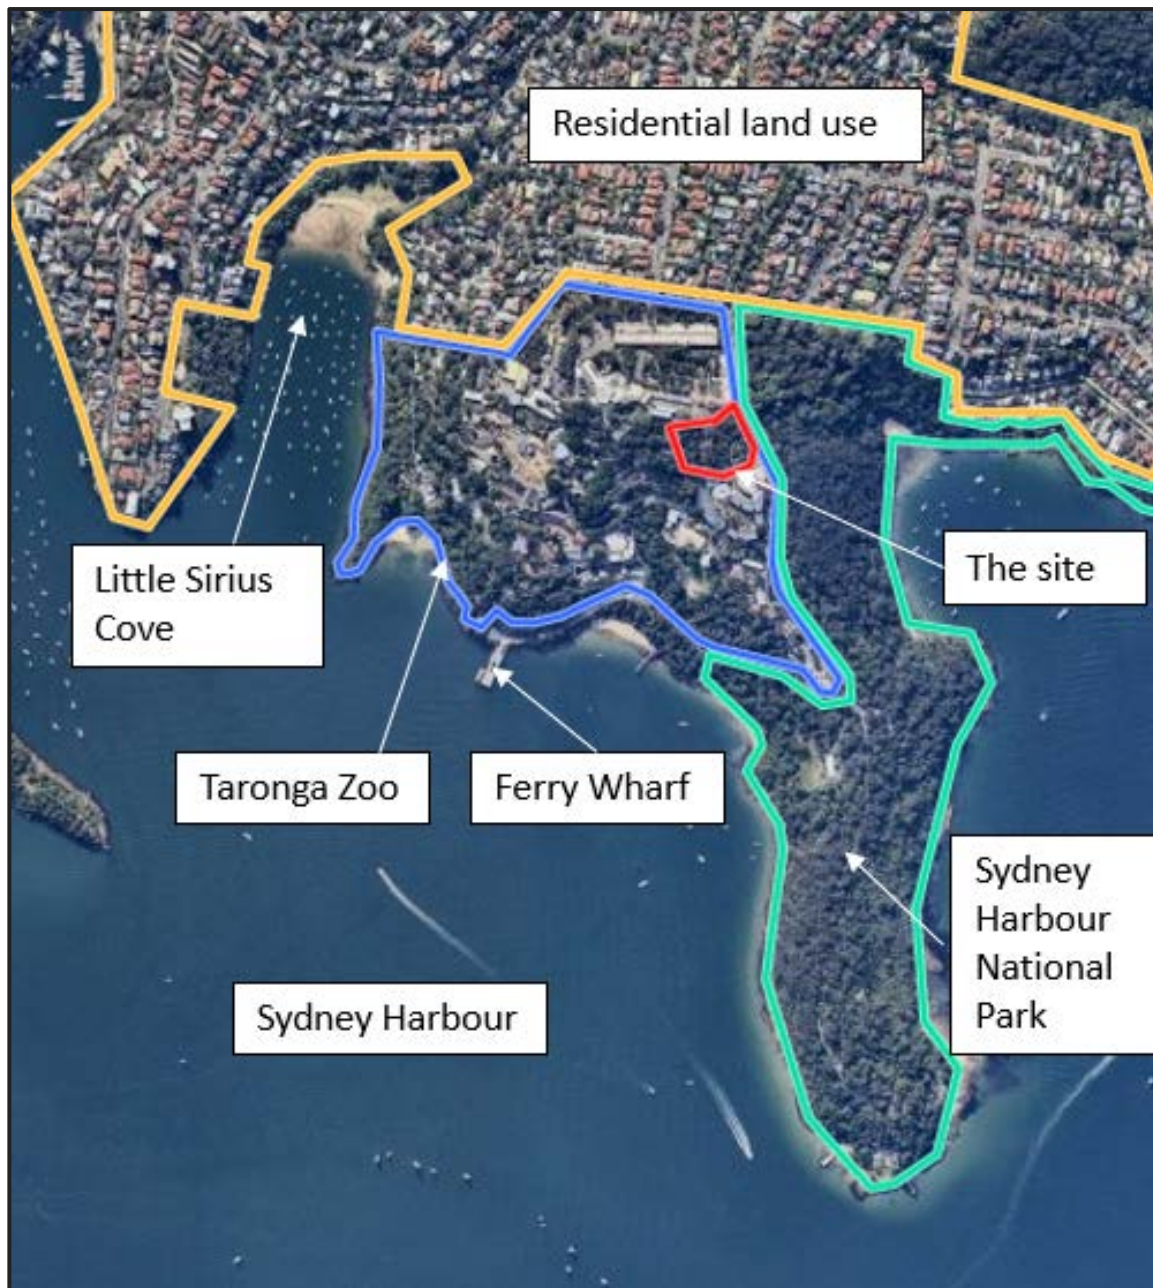 Residential land use
Little Sirius
Cove
The site
Taronga Zoo
Ferry Wharf
Sydney
Harbour
National
Park
Sydney Harbour